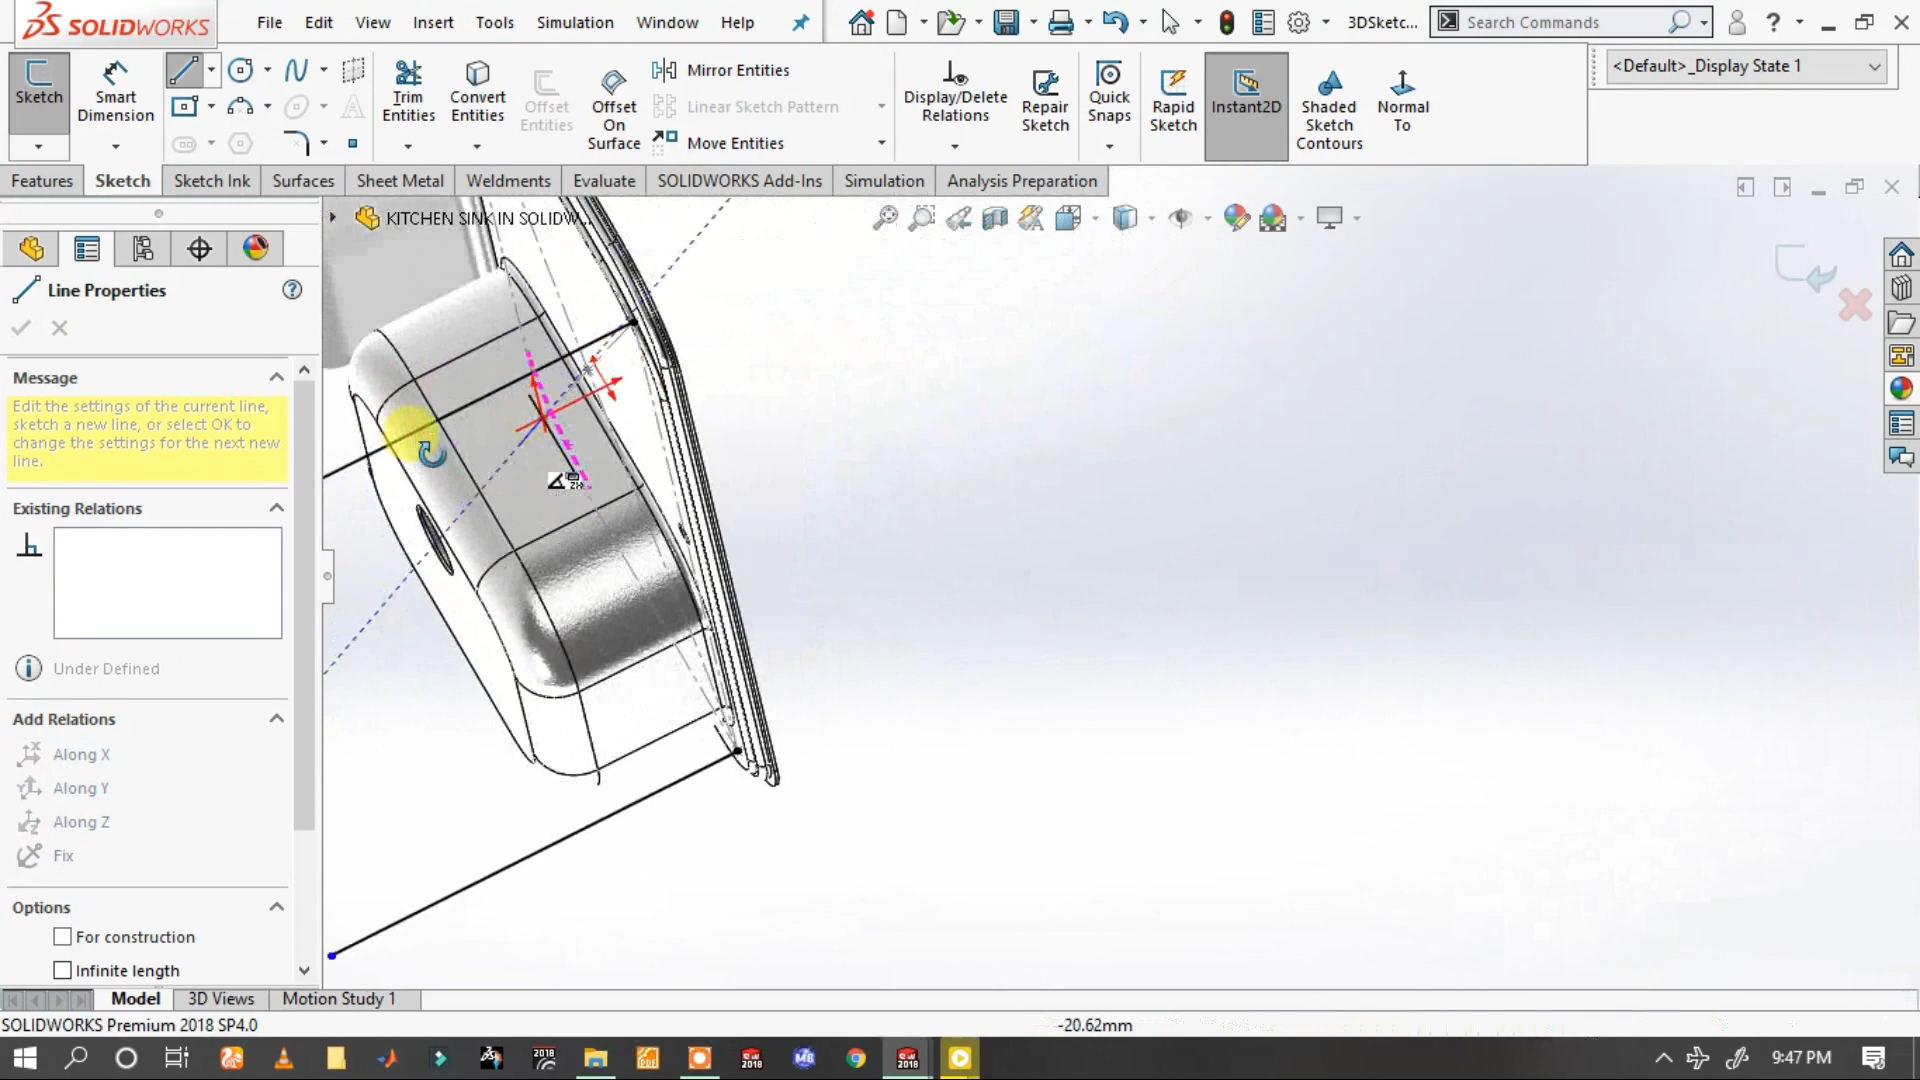 SOLIDWORKS
File Edit View Insert Tools Simulation Window Help
3DSketc...
Search Commands
Sketch
Smart Dimension
Trim Entities
Convert Entities
Offset Entities
Offset On Surface
Mirror Entities
Linear Sketch Pattern
Move Entities
Display/Delete Relations
Repair Sketch
Quick Snaps
Rapid Sketch
Instant2D
Shaded Sketch Contours
Normal To
<Default>_Display State 1
Features Sketch Sketch Ink Surfaces Sheet Metal Weldments Evaluate SOLIDWORKS Add-Ins Simulation Analysis Preparation
KITCHEN SINK IN SOLIDW...
Line Properties
Message
Edit the settings of the current line,
sketch a new line, or select OK to
change the settings for the next new
line.
Existing Relations
Under Defined
Add Relations
Along X
Along Y
Along Z
Fix
Options
For construction
Infinite length
Model 3D Views Motion Study 1
SOLIDWORKS Premium 2018 SP4.0
-20.62mm
9:47 PM